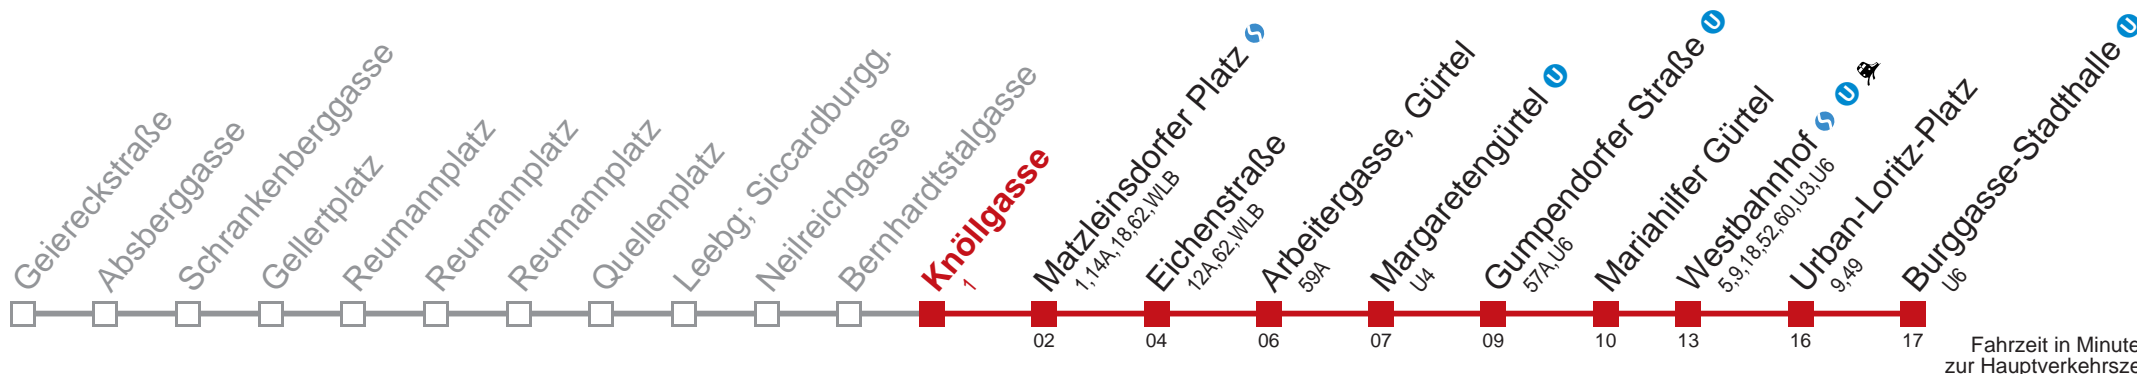 Geiereckstraße
Absberggasse
Schrankenberggasse
Gellertplatz
Reumannplatz
Reumannplatz
Reumannplatz
Quellenplatz
Leebg; Siccardburgg.
Neilreichgasse
Bernhardtstalgasse
Knöllgasse
1
Matzleinsdorfer Platz S
1,14A,18,62,WLB
Eichenstraße
12A,62,WLB
Arbeitergasse, Gürtel
59A
Margaretengürtel U
U4
Gumpendorfer Straße U
57A,U6
Mariahilfer Gürtel
Westbahnhof S U
5,9,18,52,60,U3,U6
Urban-Loritz-Platz
9,49
Burggasse-Stadthalle U
U6
02 04 06 07 09 10 13 16 17
Fahrzeit in Minute
zur Hauptverkehrsze